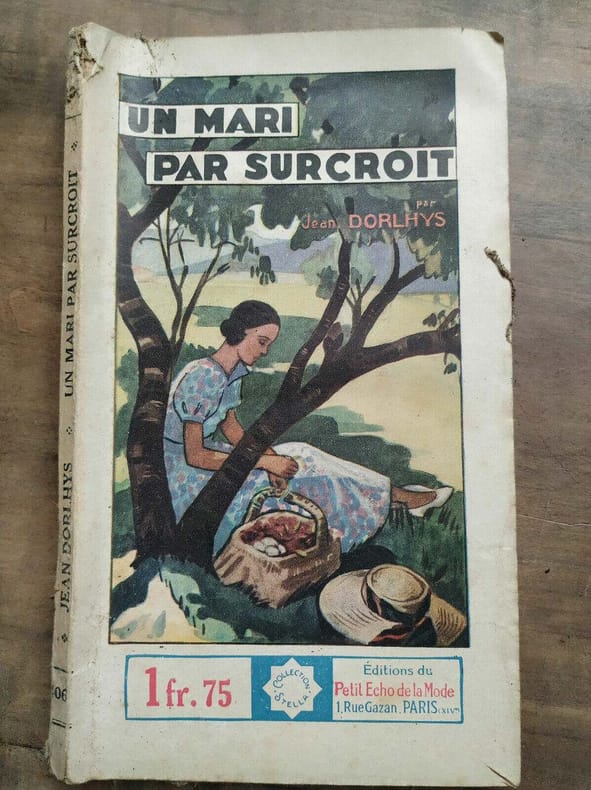 UN MARI
PAR SURCROIT
PAR
Jean DORLHYS
1 fr. 75
COLLECTION
STELLA
Éditions du
Petit Echo de la Mode
1, Rue Gazan. PARIS (XIVe)
JEAN DORLHYS ❖ UN MARI PAR SURCROIT